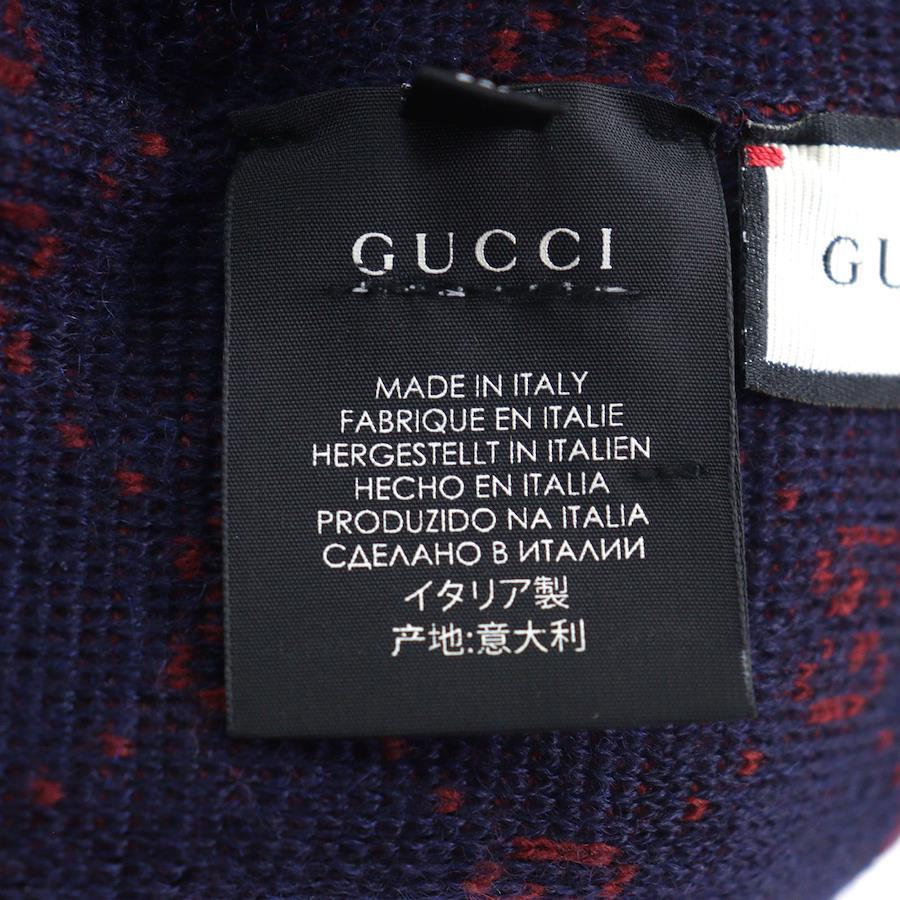 GUCCI
MADE IN ITALY
FABRIQUE EN ITALIE
HERGESTELLT IN ITALIEN
HECHO EN ITALIA
PRODUZIDO NA ITALIA
СДЕЛАНО В ИТАЛИИ
イタリア製
产地:意大利
GU